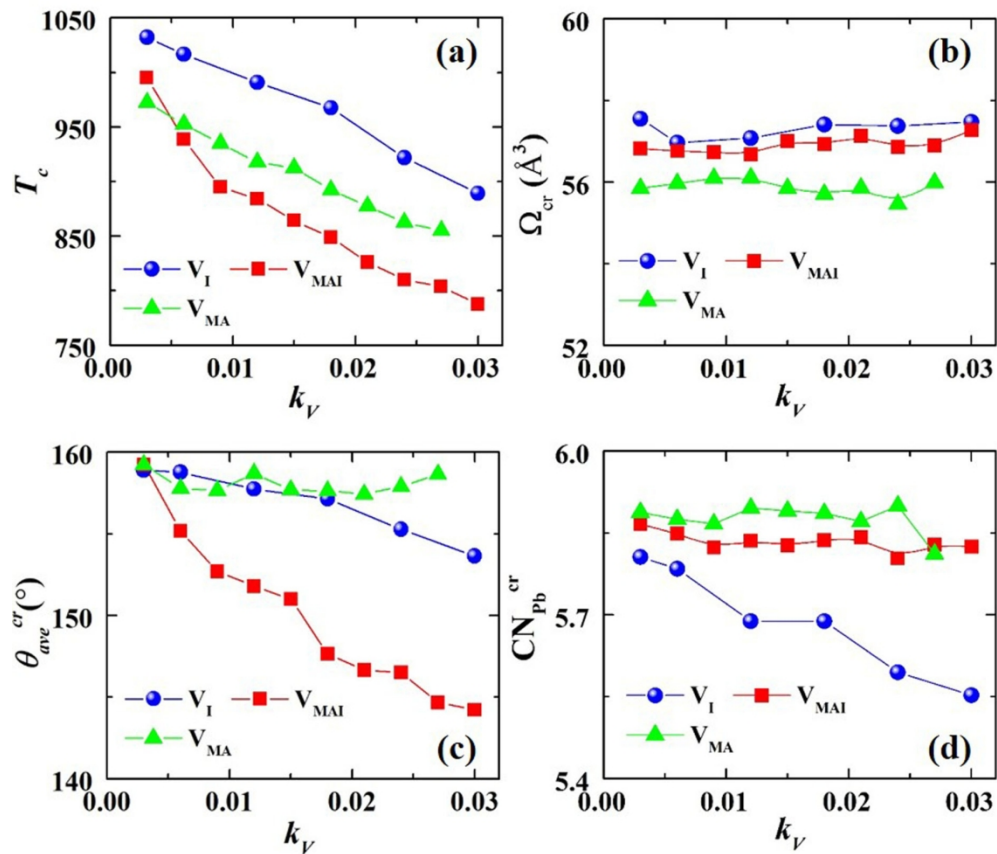 1050
950
850
750
T_c
(a)
V_I V_MAI
V_MA
0.00 0.01 0.02 0.03
k_V
60
56
52
Ω_cr (Å³)
(b)
V_I V_MAI
V_MA
0.00 0.01 0.02 0.03
k_V
160
150
140
θ_ave^cr(°)
V_I V_MAI
V_MA
(c)
0.00 0.01 0.02 0.03
k_V
6.0
5.7
5.4
CN_Pb^cr
V_I V_MAI
V_MA
(d)
0.00 0.01 0.02 0.03
k_V